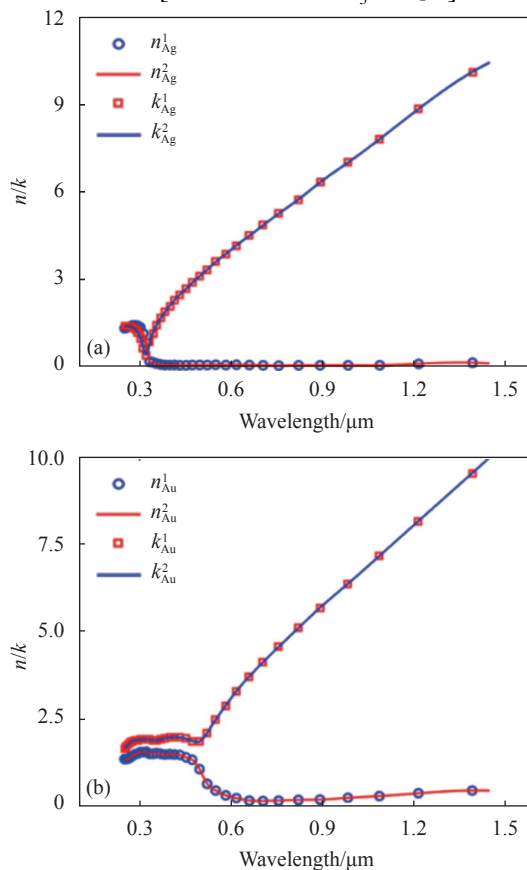 12
n¹Ag
n²Ag
k¹Ag
k²Ag
9
n/k
6
3
(a)
0
0.3 0.6 0.9 1.2 1.5
Wavelength/μm
10.0
n¹Au
n²Au
k¹Au
k²Au
7.5
n/k
5.0
2.5
(b)
0
0.3 0.6 0.9 1.2 1.5
Wavelength/μm